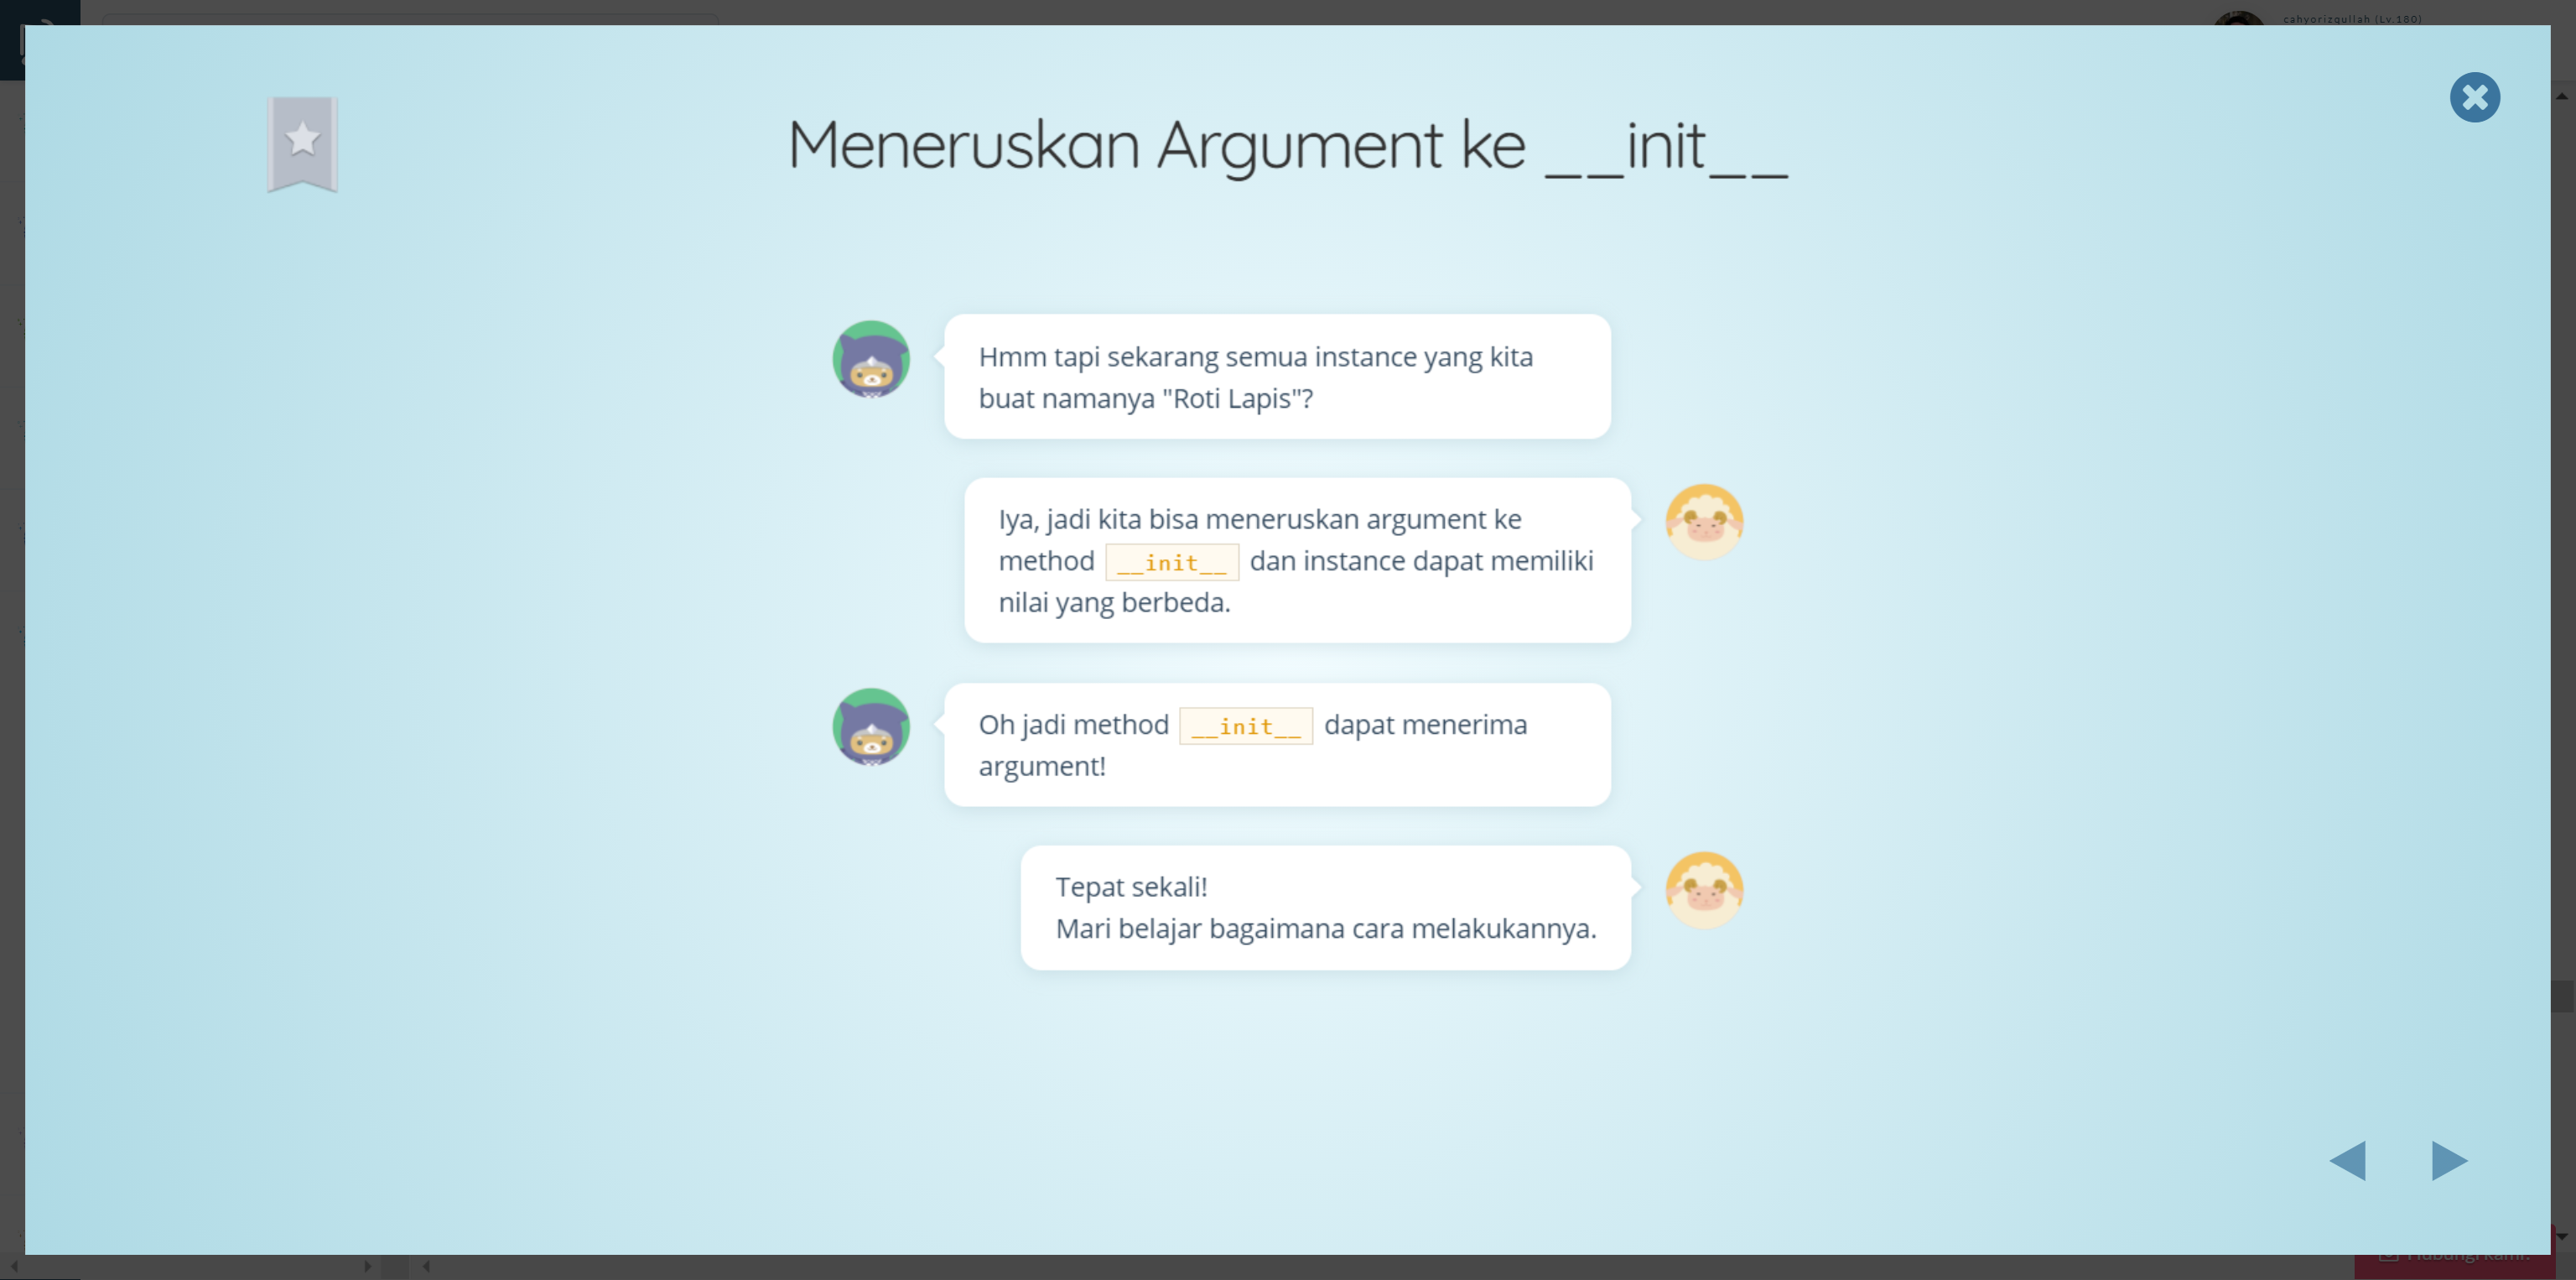 cahyorizqullah (Lv.180)
Meneruskan Argument ke __init__
Hmm tapi sekarang semua instance yang kita
buat namanya "Roti Lapis"?
Iya, jadi kita bisa meneruskan argument ke
method __init__ dan instance dapat memiliki
nilai yang berbeda.
Oh jadi method __init__ dapat menerima
argument!
Tepat sekali!
Mari belajar bagaimana cara melakukannya.
Hubungi kami!